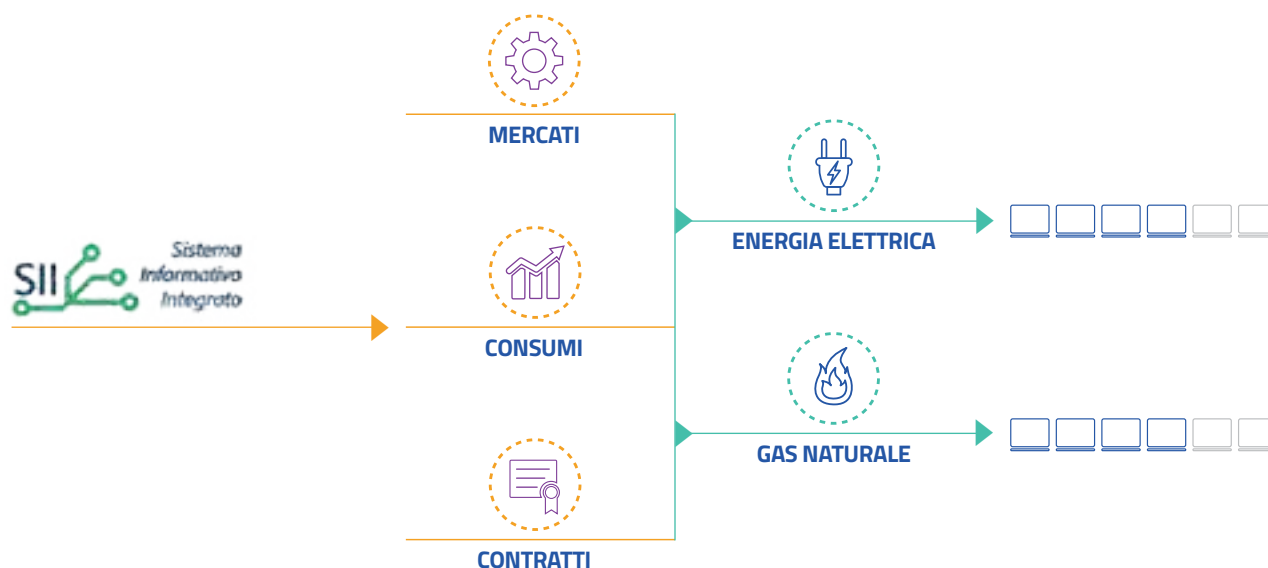 MERCATI
ENERGIA ELETTRICA
SII
Sistema
Informativo
Integrato
CONSUMI
GAS NATURALE
CONTRATTI